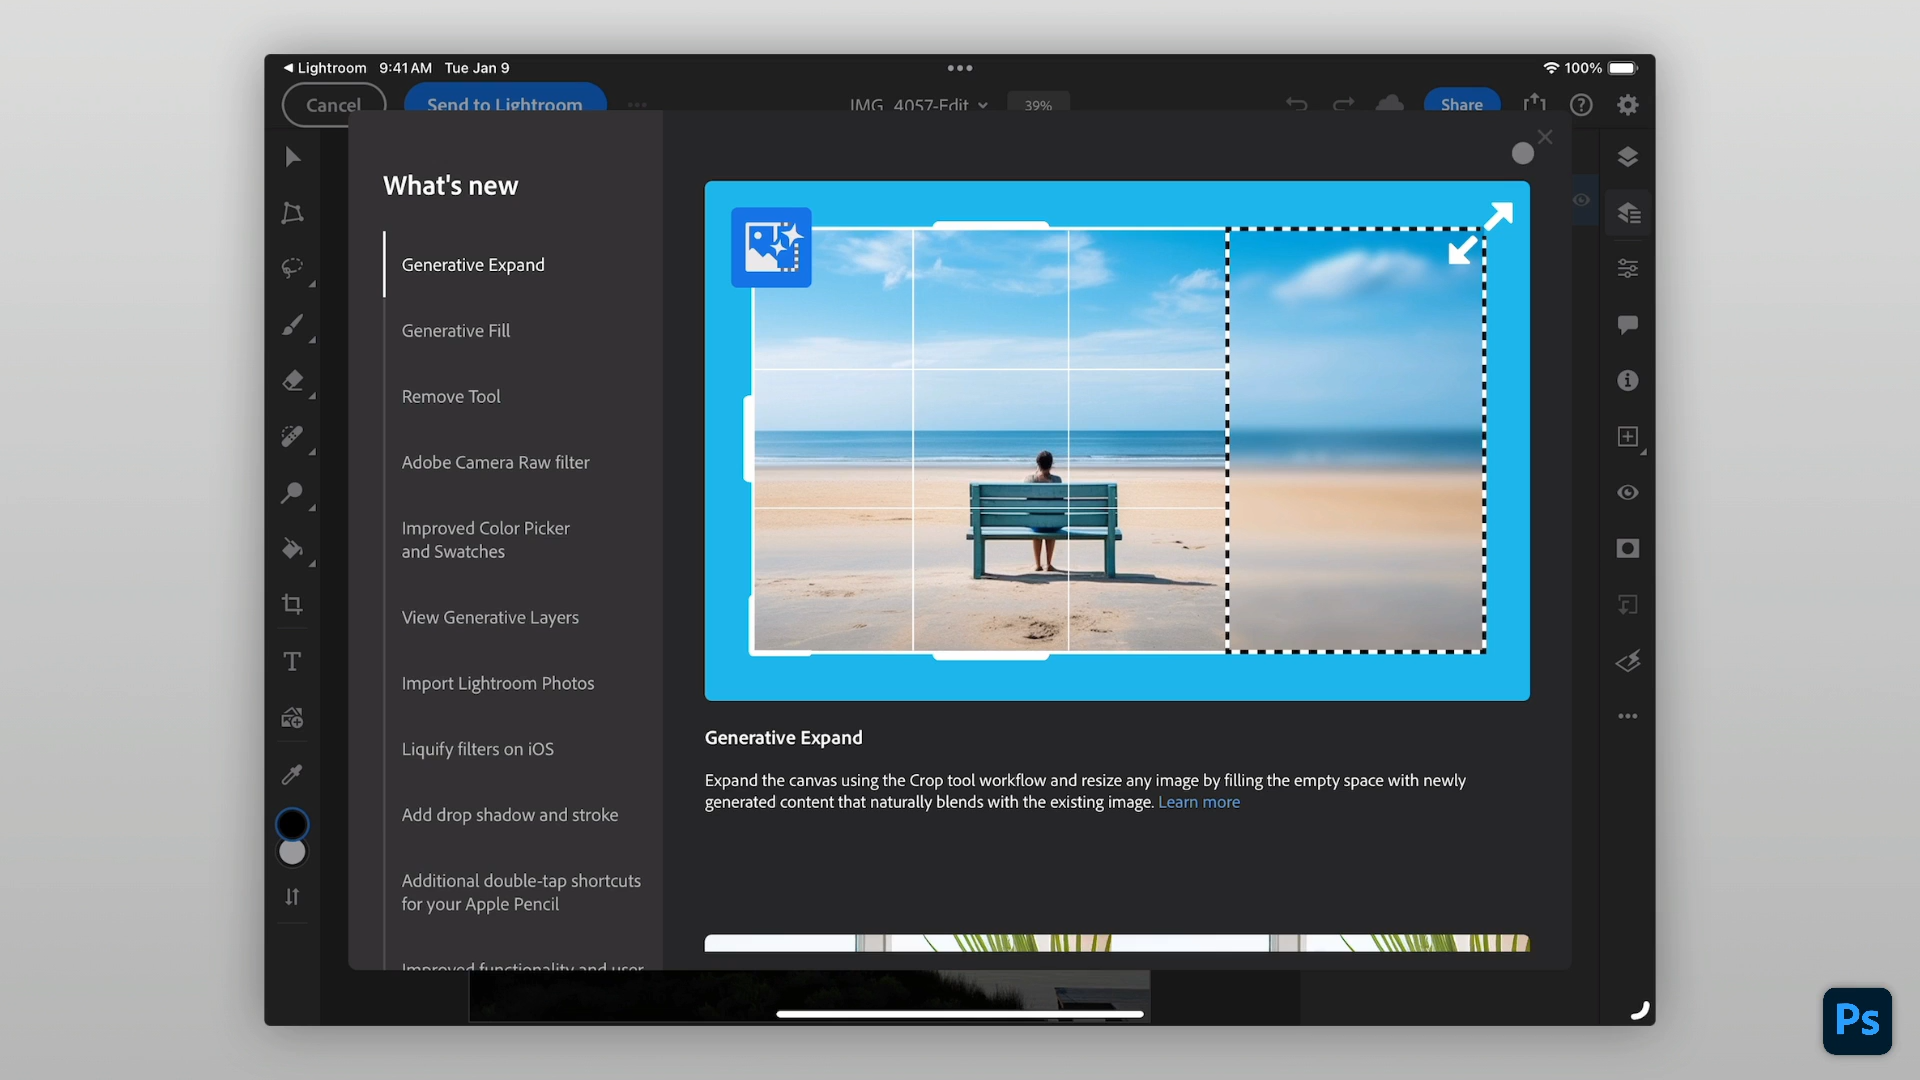 Lightroom 9:41 AM Tue Jan 9
100%
Cancel
Send to Lightroom
IMG_4057-Edit
39%
Share
What's new
Generative Expand
Generative Fill
Remove Tool
Adobe Camera Raw filter
Improved Color Picker
and Swatches
View Generative Layers
Import Lightroom Photos
Liquify filters on iOS
Add drop shadow and stroke
Additional double-tap shortcuts
for your Apple Pencil
Improved functionality and user
Generative Expand
Expand the canvas using the Crop tool workflow and resize any image by filling the empty space with newly
generated content that naturally blends with the existing image. Learn more
Ps